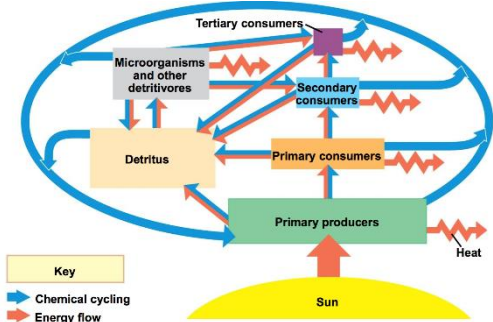 Tertiary consumers
Microorganisms
and other
detritivores
Secondary
consumers
Detritus
Primary consumers
Primary producers
Heat
Key
Chemical cycling
Energy flow
Sun